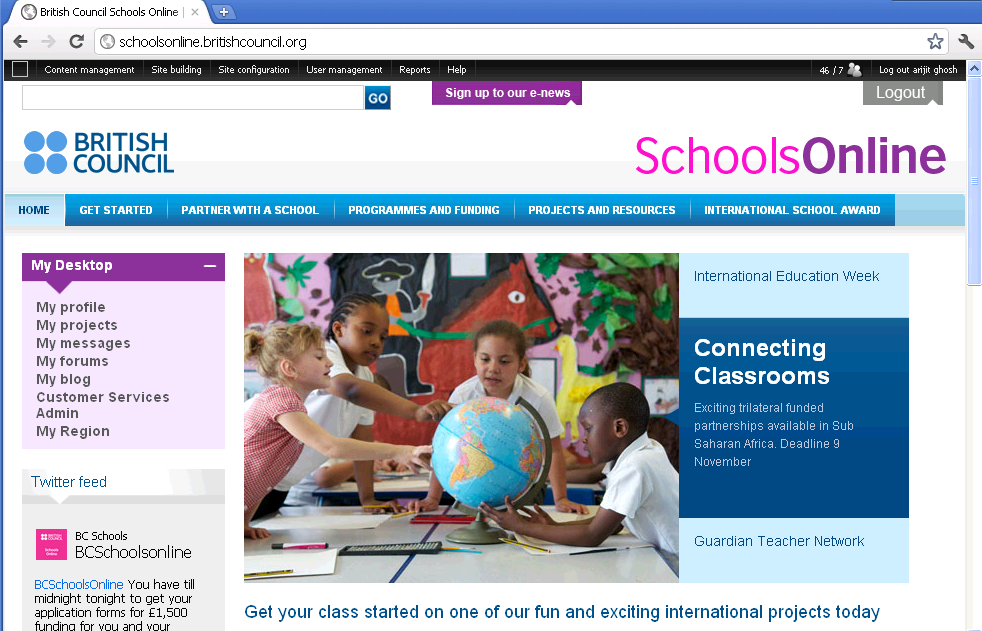 British Council Schools Online |
schoolsonline.britishcouncil.org
Content management Site building Site configuration User management Reports Help 46 / 7 Log out arijit ghosh
GO Sign up to our e-news Logout
BRITISH
COUNCIL
SchoolsOnline
HOME GET STARTED PARTNER WITH A SCHOOL PROGRAMMES AND FUNDING PROJECTS AND RESOURCES INTERNATIONAL SCHOOL AWARD
My Desktop
My profile
My projects
My messages
My forums
My blog
Customer Services
Admin
My Region
Twitter feed
BC Schools
BCSchoolsonline
BCSchoolsOnline You have till
midnight tonight to get your
application forms for £1,500
funding for you and your
International Education Week
Connecting
Classrooms
Exciting trilateral funded
partnerships available in Sub
Saharan Africa. Deadline 9
November
Guardian Teacher Network
Get your class started on one of our fun and exciting international projects today